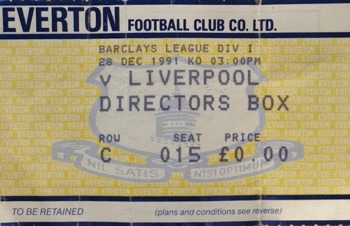 EVERTON FOOTBALL CLUB CO. LTD.
BARCLAYS LEAGUE DIV I
28 DEC 1991 KO 03:00PM
v LIVERPOOL
DIRECTORS BOX
ROW SEAT PRICE
C 015 £0.00
NIL SATIS NISI OPTIMUM
TO BE RETAINED (plans and conditions see reverse)